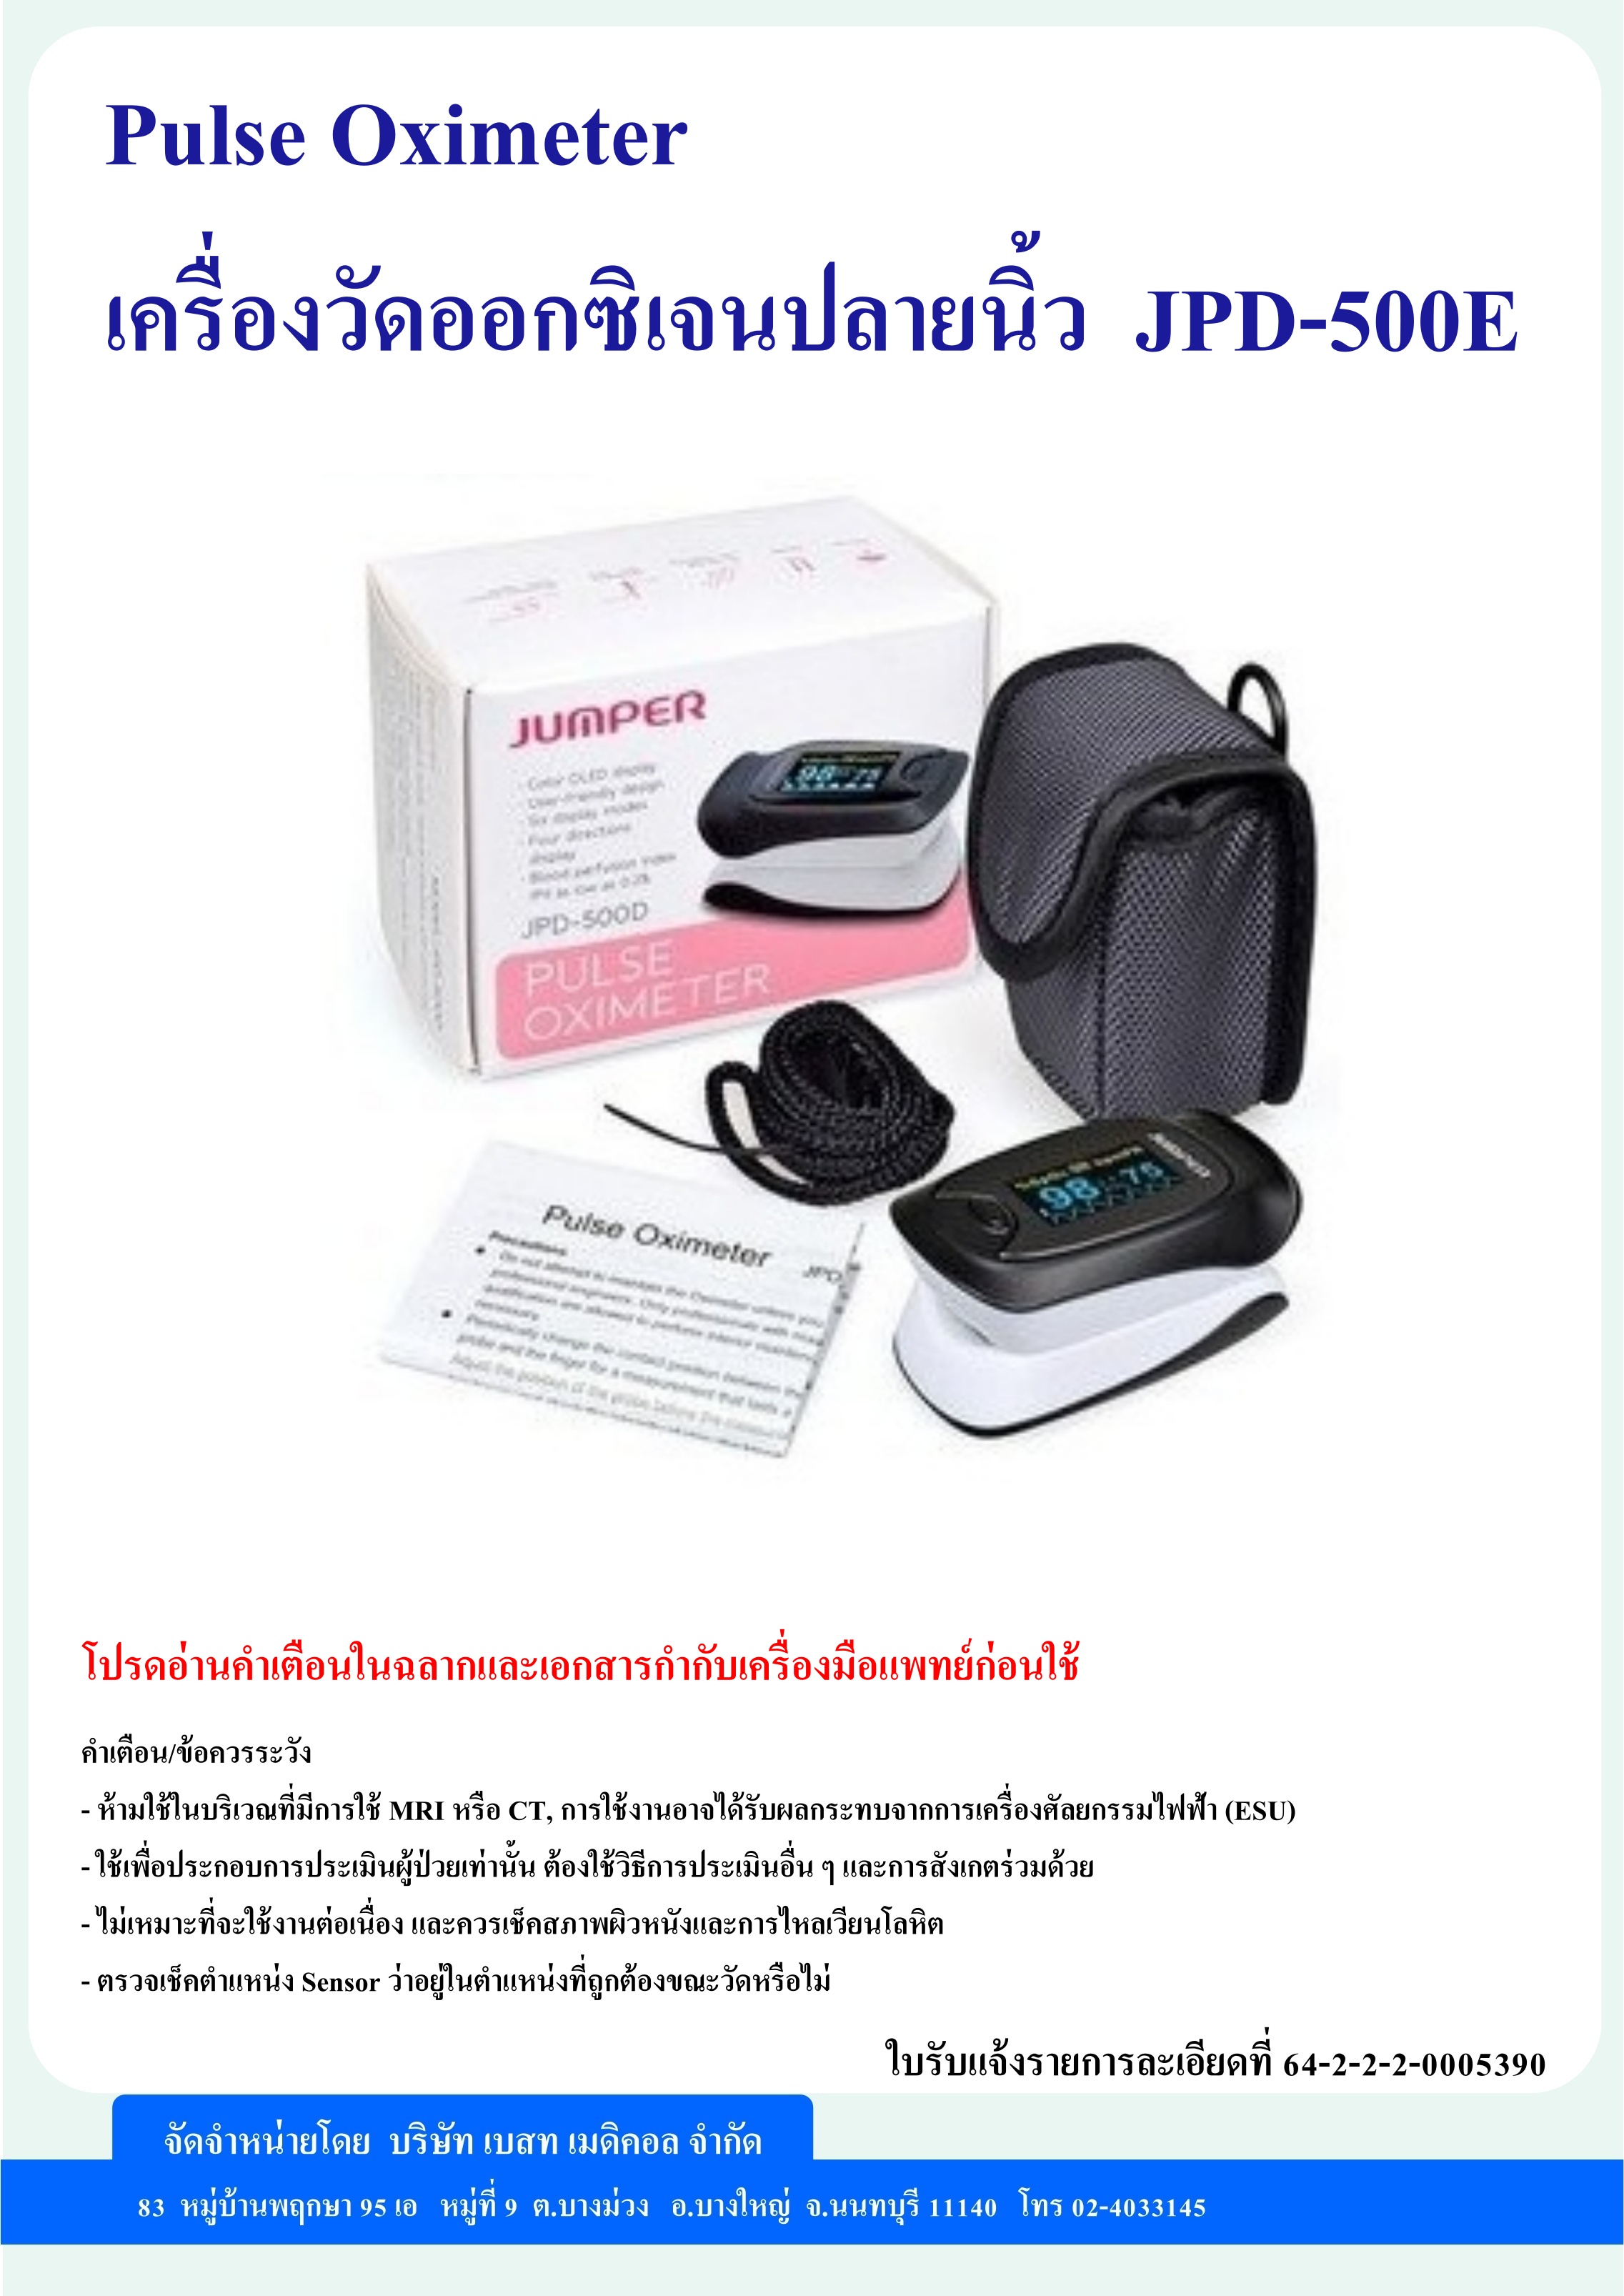 Pulse Oximeter
เครื่องวัดออกซิเจนปลายนิ้ว JPD-500E
JUMPER
· Color OLED display
· User-friendly design
· Six display modes
· Four directions
display
· Blood perfusion index
JPD-500D
PULSE
OXIMETER
98 75
98 75
Pulse Oximeter
JPD
Precautions
โปรดอ่านคำเตือนในฉลากและเอกสารกำกับเครื่องมือแพทย์ก่อนใช้
คำเตือน/ข้อควรระวัง
- ห้ามใช้ในบริเวณที่มีการใช้ MRI หรือ CT, การใช้งานอาจได้รับผลกระทบจากการเครื่องศัลยกรรมไฟฟ้า (ESU)
- ใช้เพื่อประกอบการประเมินผู้ป่วยเท่านั้น ต้องใช้วิธีการประเมินอื่น ๆ และการสังเกตร่วมด้วย
- ไม่เหมาะที่จะใช้งานต่อเนื่อง และควรเช็คสภาพผิวหนังและการไหลเวียนโลหิต
- ตรวจเช็คตำแหน่ง Sensor ว่าอยู่ในตำแหน่งที่ถูกต้องขณะวัดหรือไม่
ใบรับแจ้งรายการละเอียดที่ 64-2-2-2-0005390
จัดจำหน่ายโดย บริษัท เบสท เมดิคอล จำกัด
83 หมู่บ้านพฤกษา 95 เอ หมู่ที่ 9 ต.บางม่วง อ.บางใหญ่ จ.นนทบุรี 11140 โทร 02-4033145